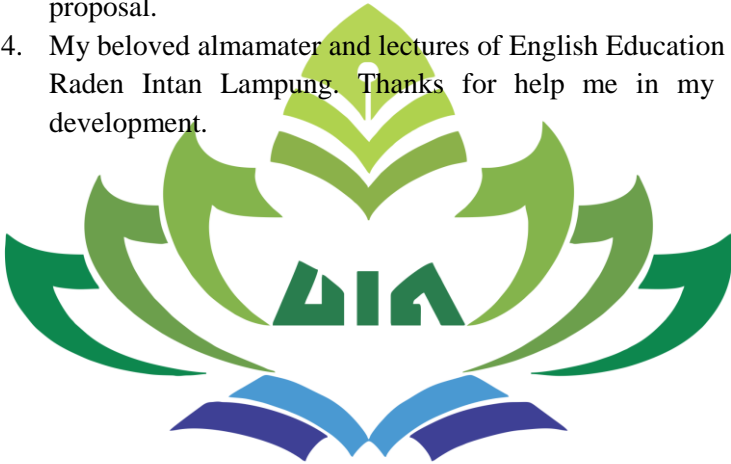 proposal.
4. My beloved almamater and lectures of English Education
Raden Intan Lampung. Thanks for help me in my
development.
UIN